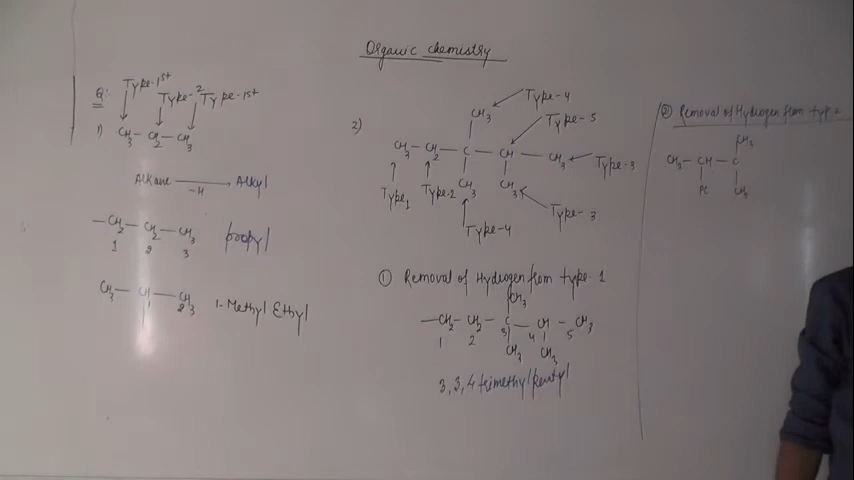 Organic chemistry
Q:
Type-1st
Type-2
Type-1st
1) CH3 - CH2 - CH3
Alkane -H Alkyl
- CH2 - CH2 - CH3 propyl
1 2 3
CH3 - CH - CH3 1-Methyl Ethyl
1 2
2)
Type-4
CH3
Type-5
CH3 - CH2 - C - CH - CH3
Type-3
CH3 CH3
Type1 Type-2
Type-3
Type-4
① Removal of Hydrogen from type-1
CH3
- CH2 - CH2 - C - CH - CH3
1 2 3 4 5
CH3 CH3
3,3,4 trimethyl pentyl
② Removal of Hydrogen from typ
CH3
CH3 - CH - C
CH3